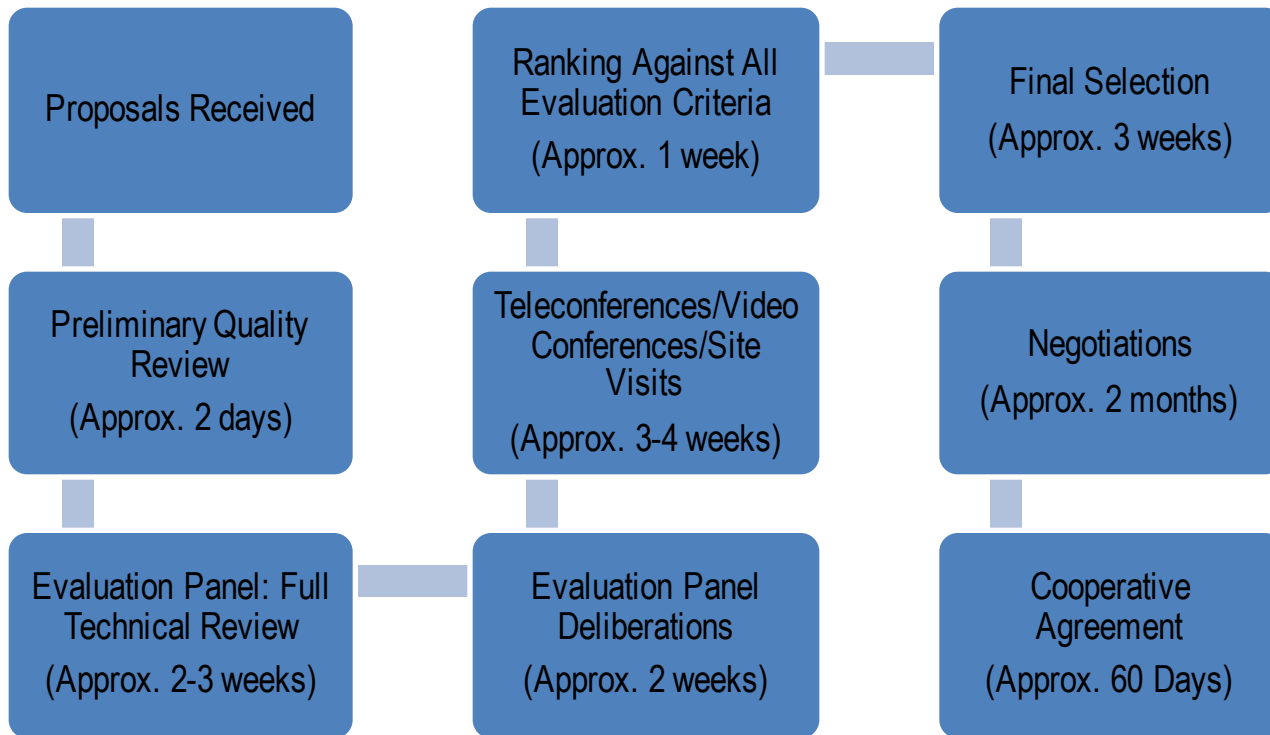 Proposals Received
Preliminary Quality
Review
(Approx. 2 days)
Evaluation Panel: Full
Technical Review
(Approx. 2-3 weeks)
Evaluation Panel
Deliberations
(Approx. 2 weeks)
Teleconferences/Video
Conferences/Site
Visits
(Approx. 3-4 weeks)
Ranking Against All
Evaluation Criteria
(Approx. 1 week)
Final Selection
(Approx. 3 weeks)
Negotiations
(Approx. 2 months)
Cooperative
Agreement
(Approx. 60 Days)